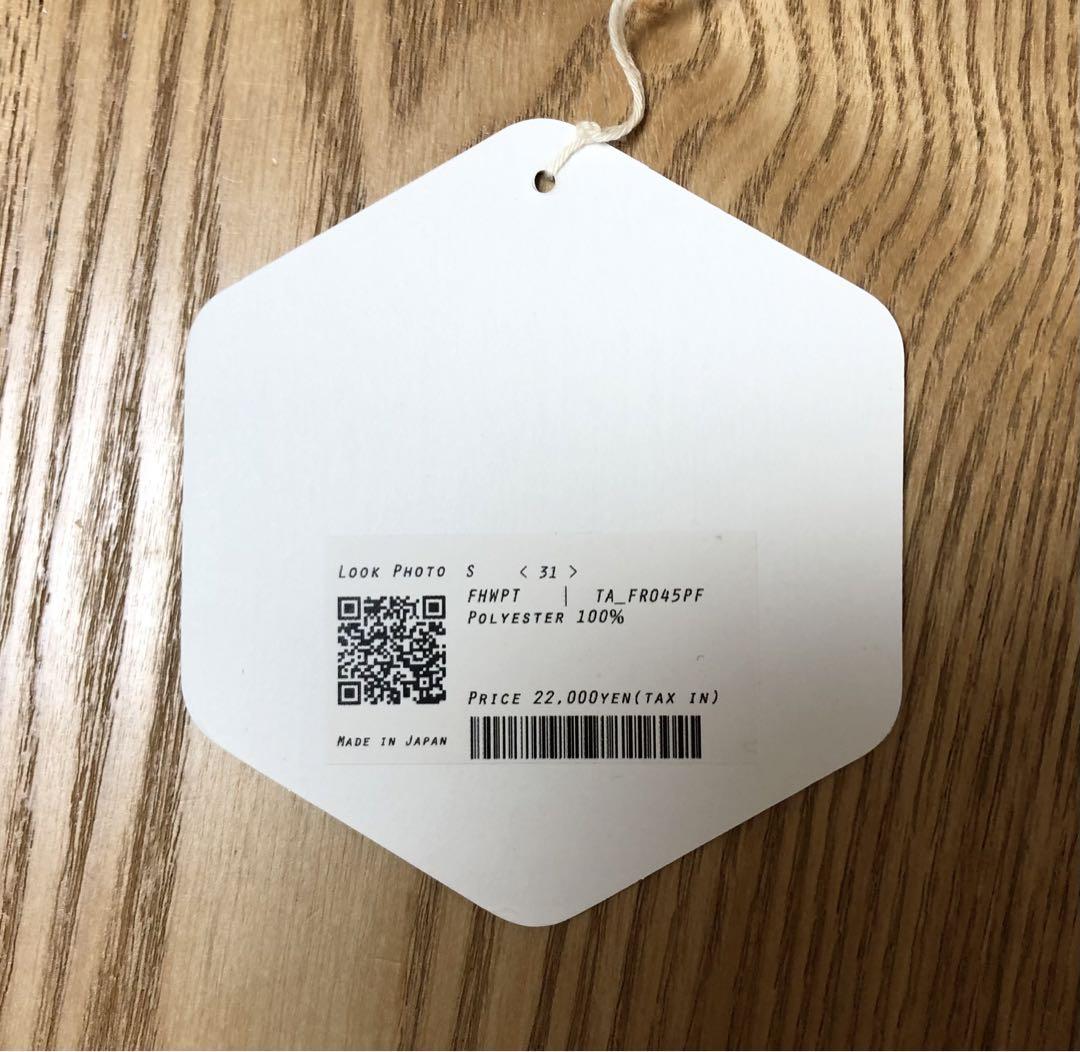 Look Photo S < 31 >
FHWPT | TA_FR045PF
Polyester 100%
Price 22,000yen(tax in)
Made in Japan